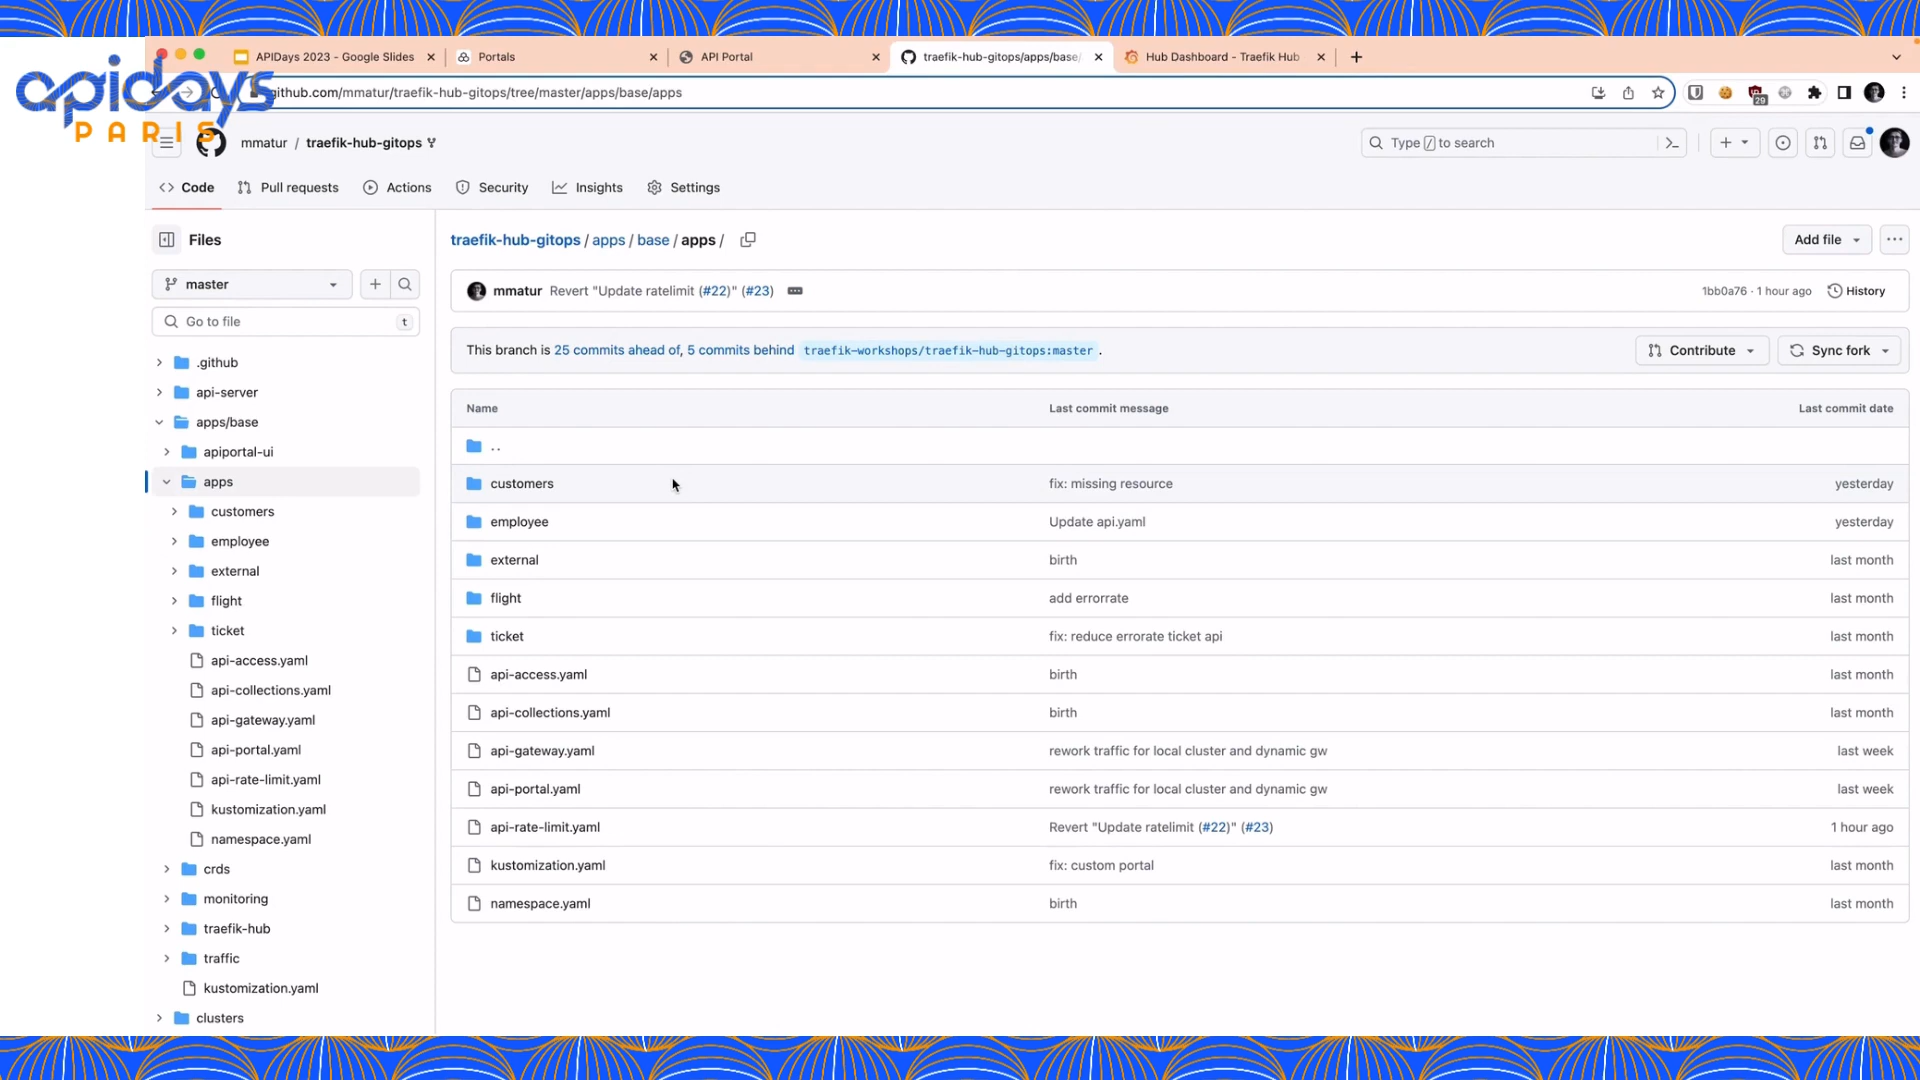 apidays
PARIS
APIDays 2023 - Google Slides
Portals
API Portal
traefik-hub-gitops/apps/base/
Hub Dashboard - Traefik Hub
github.com/mmatur/traefik-hub-gitops/tree/master/apps/base/apps
29
mmatur / traefik-hub-gitops
Type / to search
Code
Pull requests
Actions
Security
Insights
Settings
Files
master
Go to file
t
.github
api-server
apps/base
apiportal-ui
apps
customers
employee
external
flight
ticket
api-access.yaml
api-collections.yaml
api-gateway.yaml
api-portal.yaml
api-rate-limit.yaml
kustomization.yaml
namespace.yaml
crds
monitoring
traefik-hub
traffic
kustomization.yaml
clusters
traefik-hub-gitops / apps / base / apps /
Add file
mmatur Revert "Update ratelimit (#22)" (#23)
1bb0a76 · 1 hour ago
History
This branch is 25 commits ahead of, 5 commits behind traefik-workshops/traefik-hub-gitops:master .
Contribute
Sync fork
Name Last commit message Last commit date
..
customers fix: missing resource yesterday
employee Update api.yaml yesterday
external birth last month
flight add errorrate last month
ticket fix: reduce errorate ticket api last month
api-access.yaml birth last month
api-collections.yaml birth last month
api-gateway.yaml rework traffic for local cluster and dynamic gw last week
api-portal.yaml rework traffic for local cluster and dynamic gw last week
api-rate-limit.yaml Revert "Update ratelimit (#22)" (#23) 1 hour ago
kustomization.yaml fix: custom portal last month
namespace.yaml birth last month